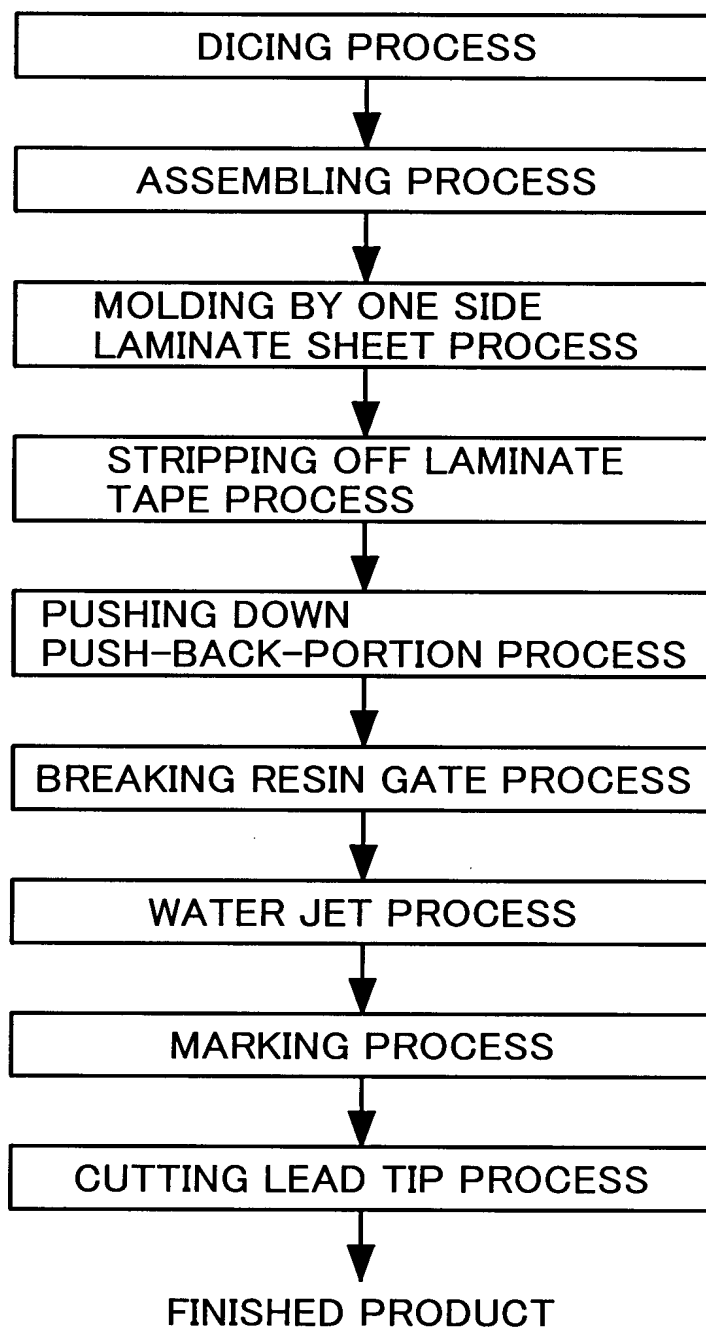 DICING PROCESS
ASSEMBLING PROCESS
MOLDING BY ONE SIDE
LAMINATE SHEET PROCESS
STRIPPING OFF LAMINATE
TAPE PROCESS
PUSHING DOWN
PUSH-BACK-PORTION PROCESS
BREAKING RESIN GATE PROCESS
WATER JET PROCESS
MARKING PROCESS
CUTTING LEAD TIP PROCESS
FINISHED PRODUCT